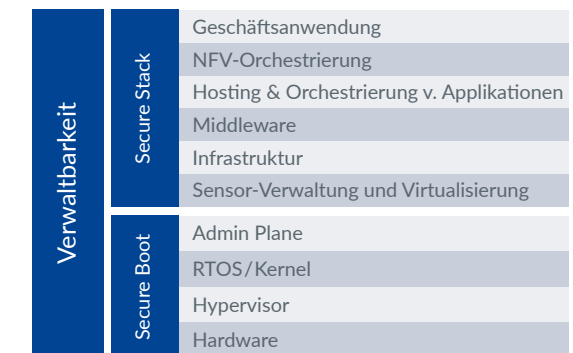 Verwaltbarkeit
Secure Stack
Geschäftsanwendung
NFV-Orchestrierung
Hosting & Orchestrierung v. Applikationen
Middleware
Infrastruktur
Sensor-Verwaltung und Virtualisierung
Secure Boot
Admin Plane
RTOS/Kernel
Hypervisor
Hardware